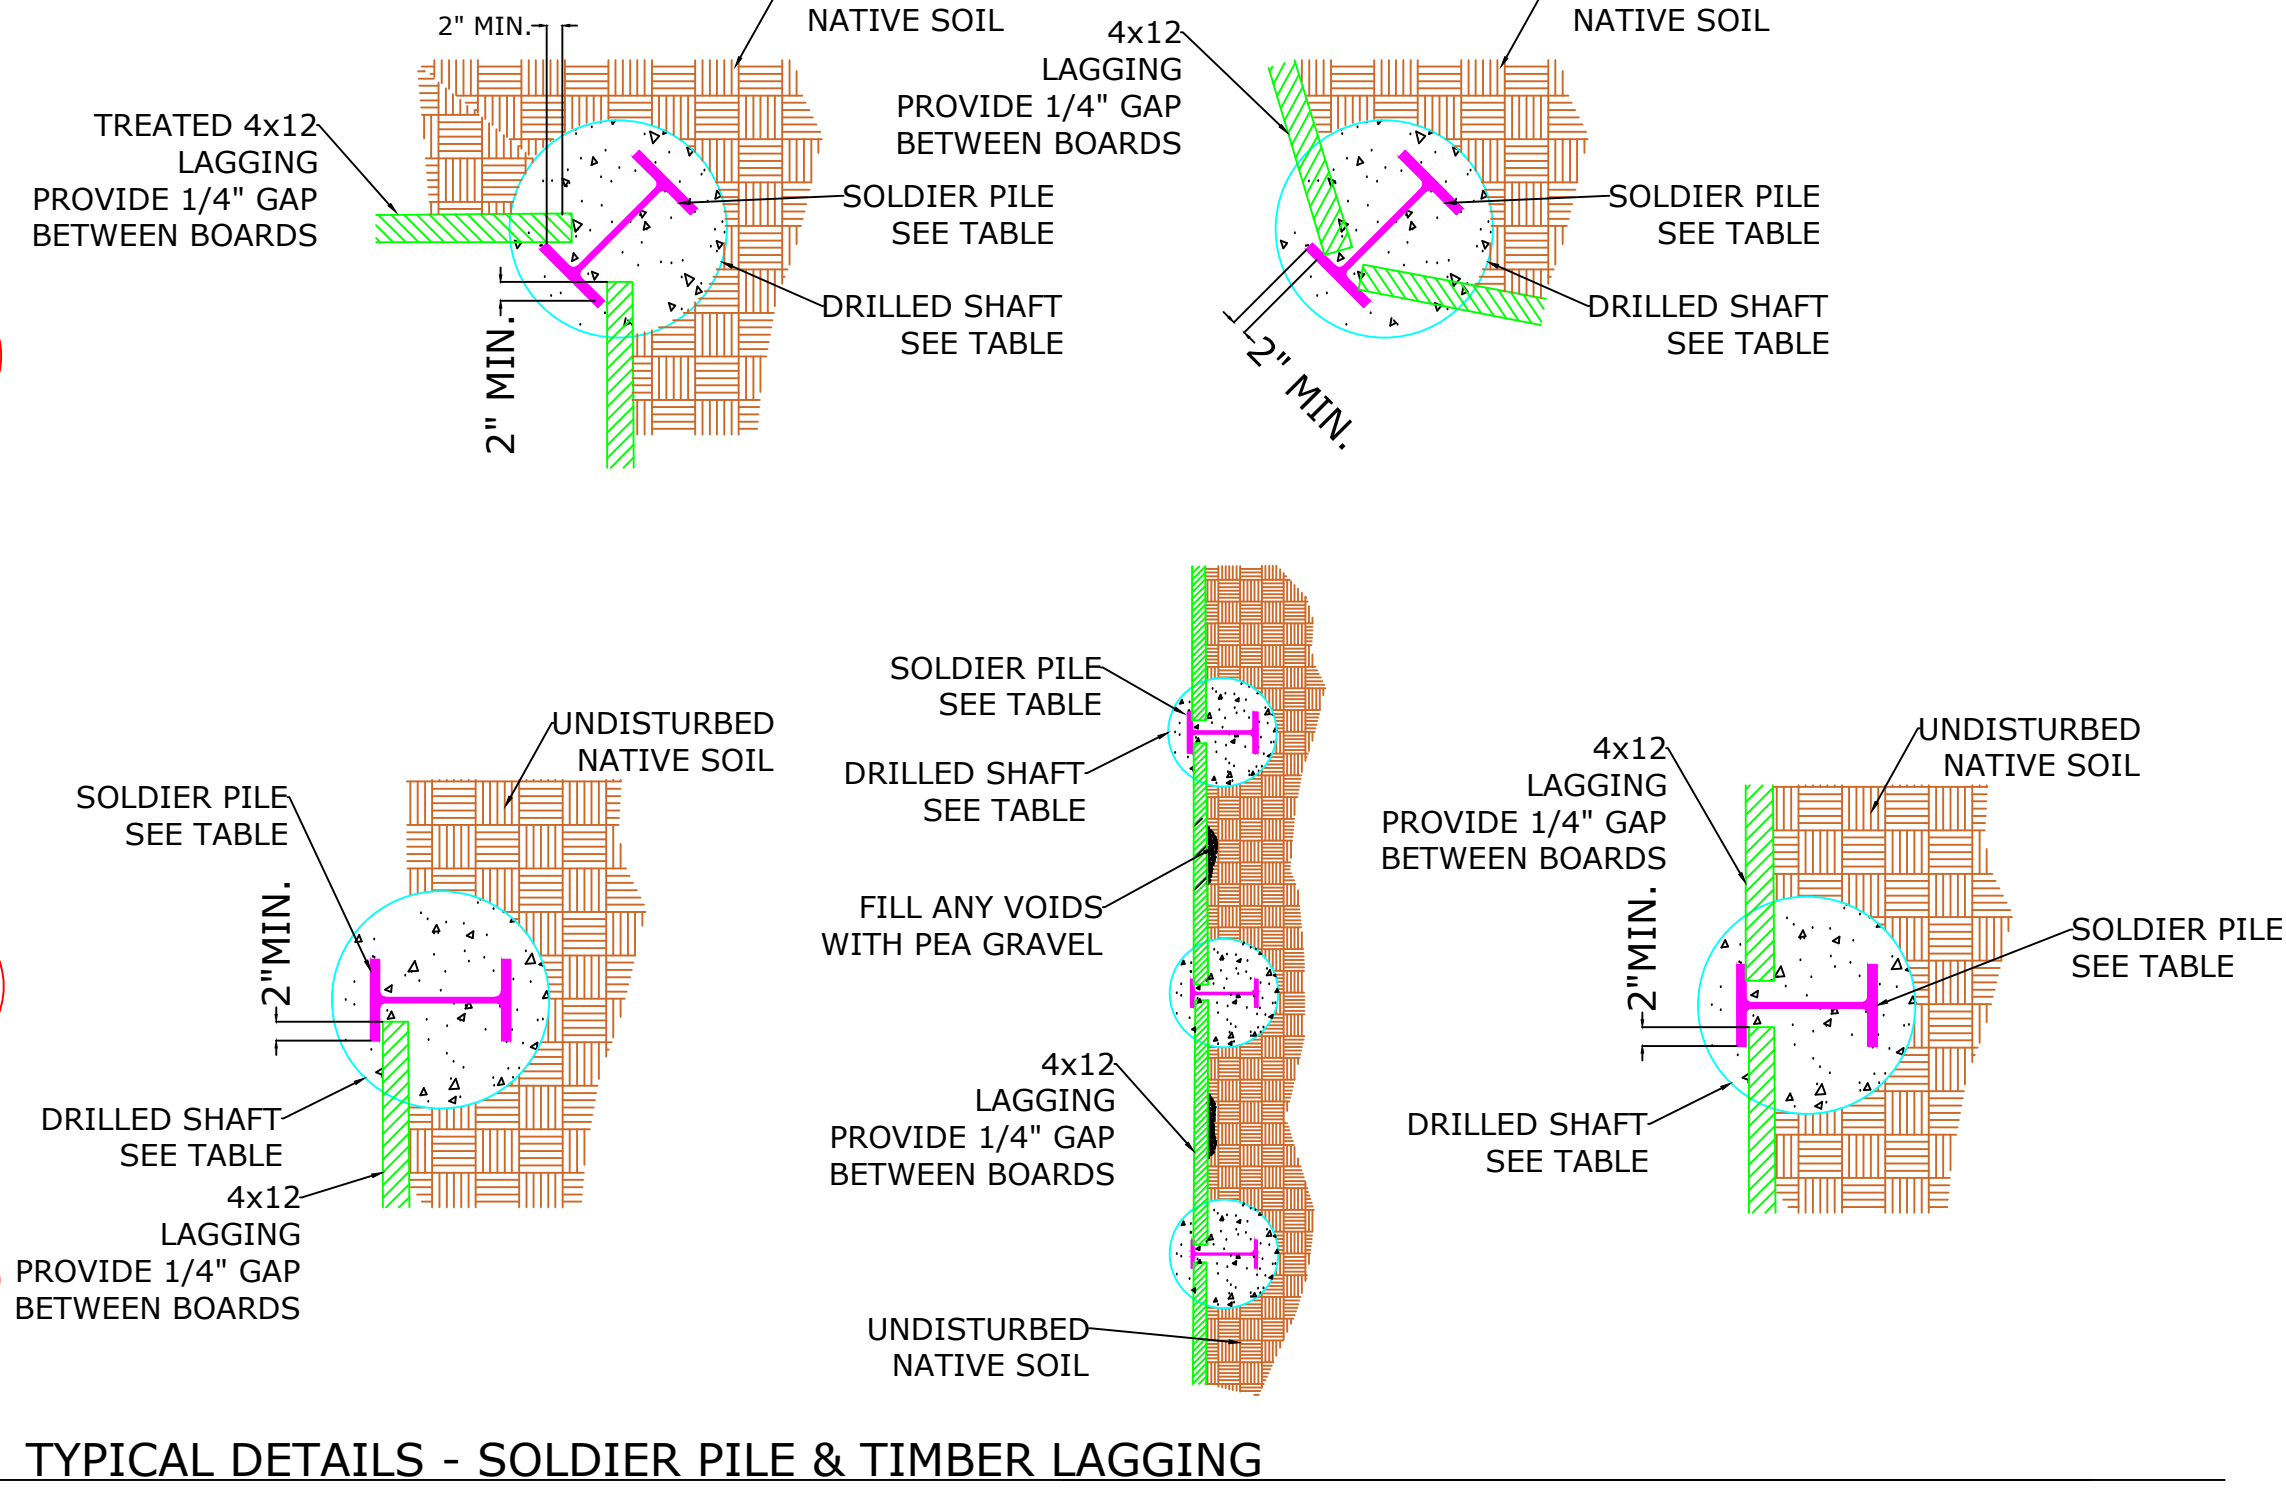 2" MIN.
NATIVE SOIL
TREATED 4x12
LAGGING
PROVIDE 1/4" GAP
BETWEEN BOARDS
SOLDIER PILE
SEE TABLE
DRILLED SHAFT
SEE TABLE
2" MIN.
NATIVE SOIL
4x12
LAGGING
PROVIDE 1/4" GAP
BETWEEN BOARDS
SOLDIER PILE
SEE TABLE
DRILLED SHAFT
SEE TABLE
2" MIN.
UNDISTURBED
NATIVE SOIL
SOLDIER PILE
SEE TABLE
2"MIN.
DRILLED SHAFT
SEE TABLE
4x12
LAGGING
PROVIDE 1/4" GAP
BETWEEN BOARDS
SOLDIER PILE
SEE TABLE
DRILLED SHAFT
SEE TABLE
FILL ANY VOIDS
WITH PEA GRAVEL
4x12
LAGGING
PROVIDE 1/4" GAP
BETWEEN BOARDS
UNDISTURBED
NATIVE SOIL
UNDISTURBED
NATIVE SOIL
4x12
LAGGING
PROVIDE 1/4" GAP
BETWEEN BOARDS
2"MIN.
SOLDIER PILE
SEE TABLE
DRILLED SHAFT
SEE TABLE
TYPICAL DETAILS - SOLDIER PILE & TIMBER LAGGING